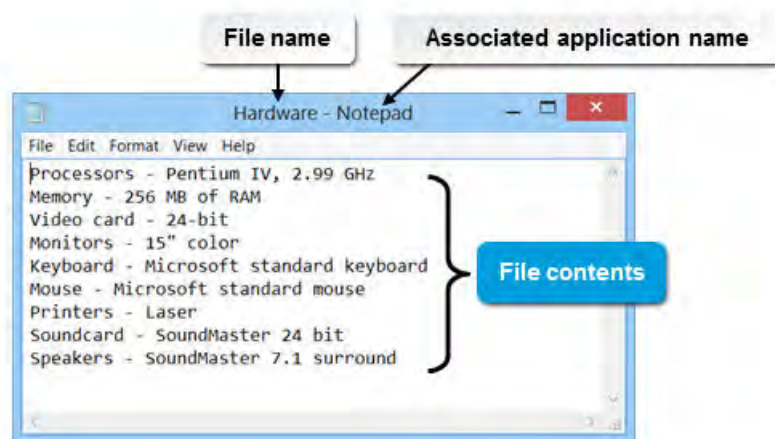 File name
Associated application name
Hardware - Notepad
File Edit Format View Help
Processors - Pentium IV, 2.99 GHz
Memory - 256 MB of RAM
Video card - 24-bit
Monitors - 15" color
Keyboard - Microsoft standard keyboard
Mouse - Microsoft standard mouse
Printers - Laser
Soundcard - SoundMaster 24 bit
Speakers - SoundMaster 7.1 surround
File contents